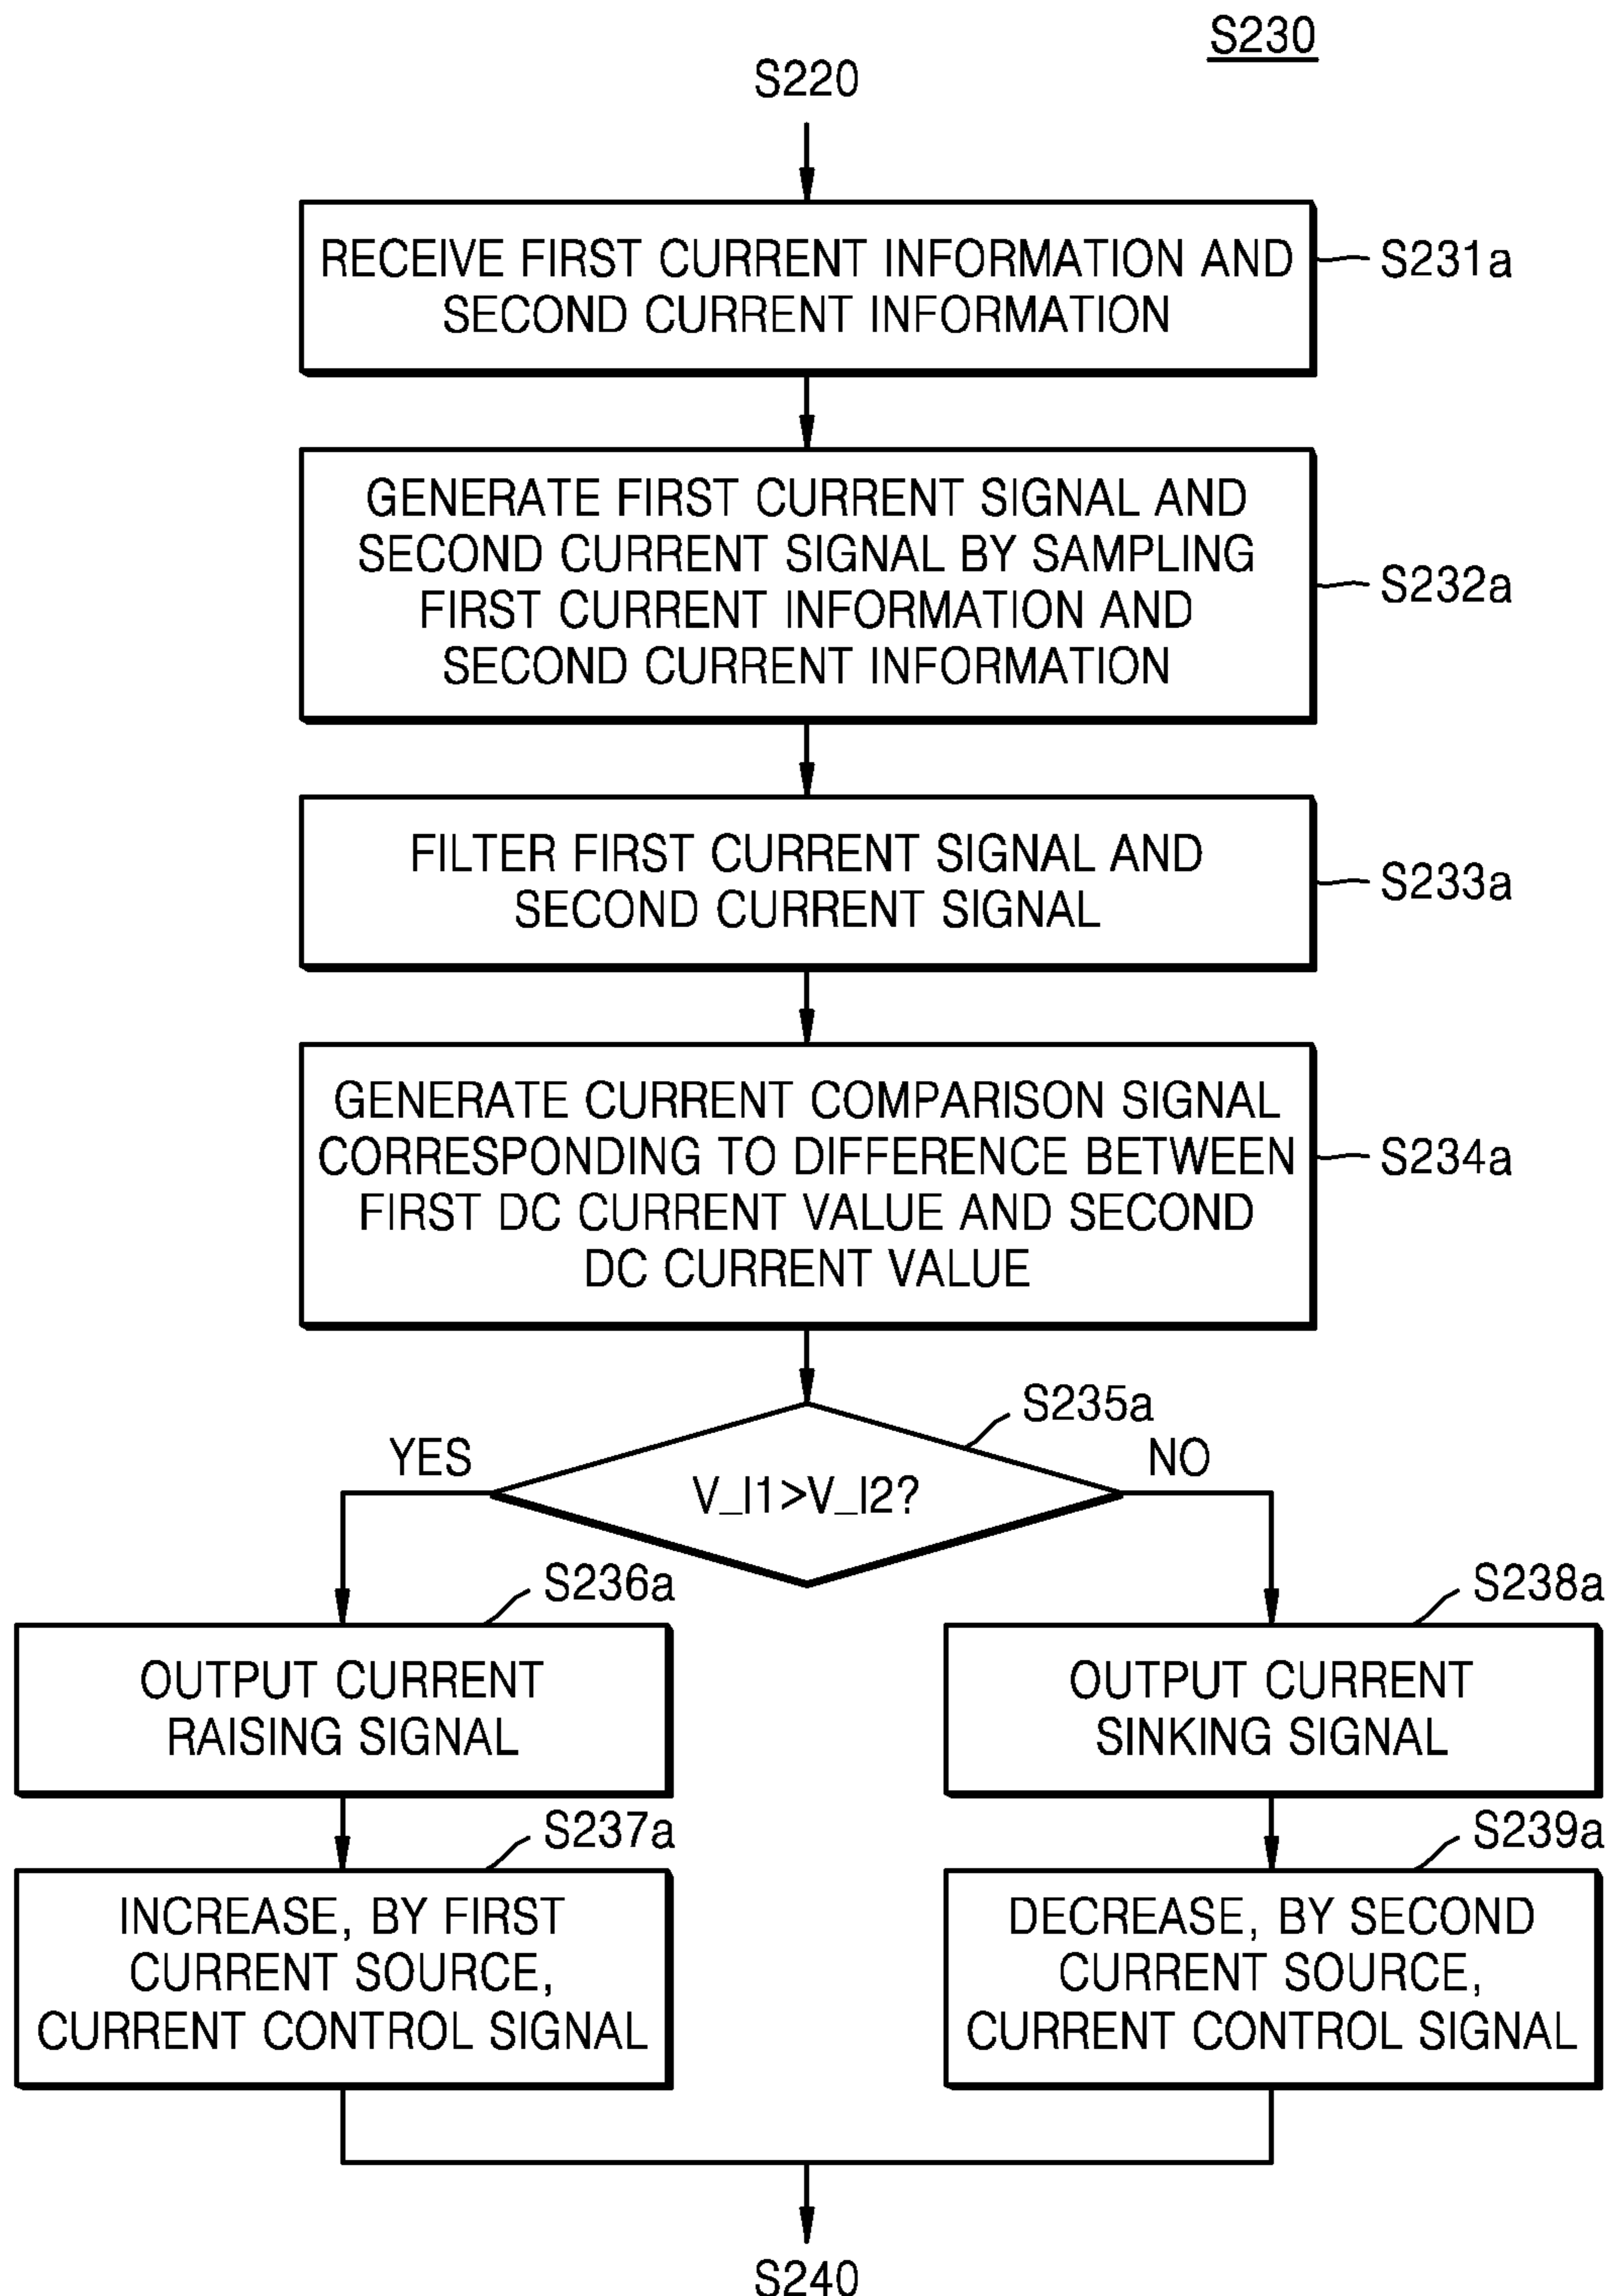 S230
S220
RECEIVE FIRST CURRENT INFORMATION AND
SECOND CURRENT INFORMATION
S231a
GENERATE FIRST CURRENT SIGNAL AND
SECOND CURRENT SIGNAL BY SAMPLING
FIRST CURRENT INFORMATION AND
SECOND CURRENT INFORMATION
S232a
FILTER FIRST CURRENT SIGNAL AND
SECOND CURRENT SIGNAL
S233a
GENERATE CURRENT COMPARISON SIGNAL
CORRESPONDING TO DIFFERENCE BETWEEN
FIRST DC CURRENT VALUE AND SECOND
DC CURRENT VALUE
S234a
S235a
YES
NO
V_I1>V_I2?
S236a
OUTPUT CURRENT
RAISING SIGNAL
S238a
OUTPUT CURRENT
SINKING SIGNAL
S237a
INCREASE, BY FIRST
CURRENT SOURCE,
CURRENT CONTROL SIGNAL
S239a
DECREASE, BY SECOND
CURRENT SOURCE,
CURRENT CONTROL SIGNAL
S240